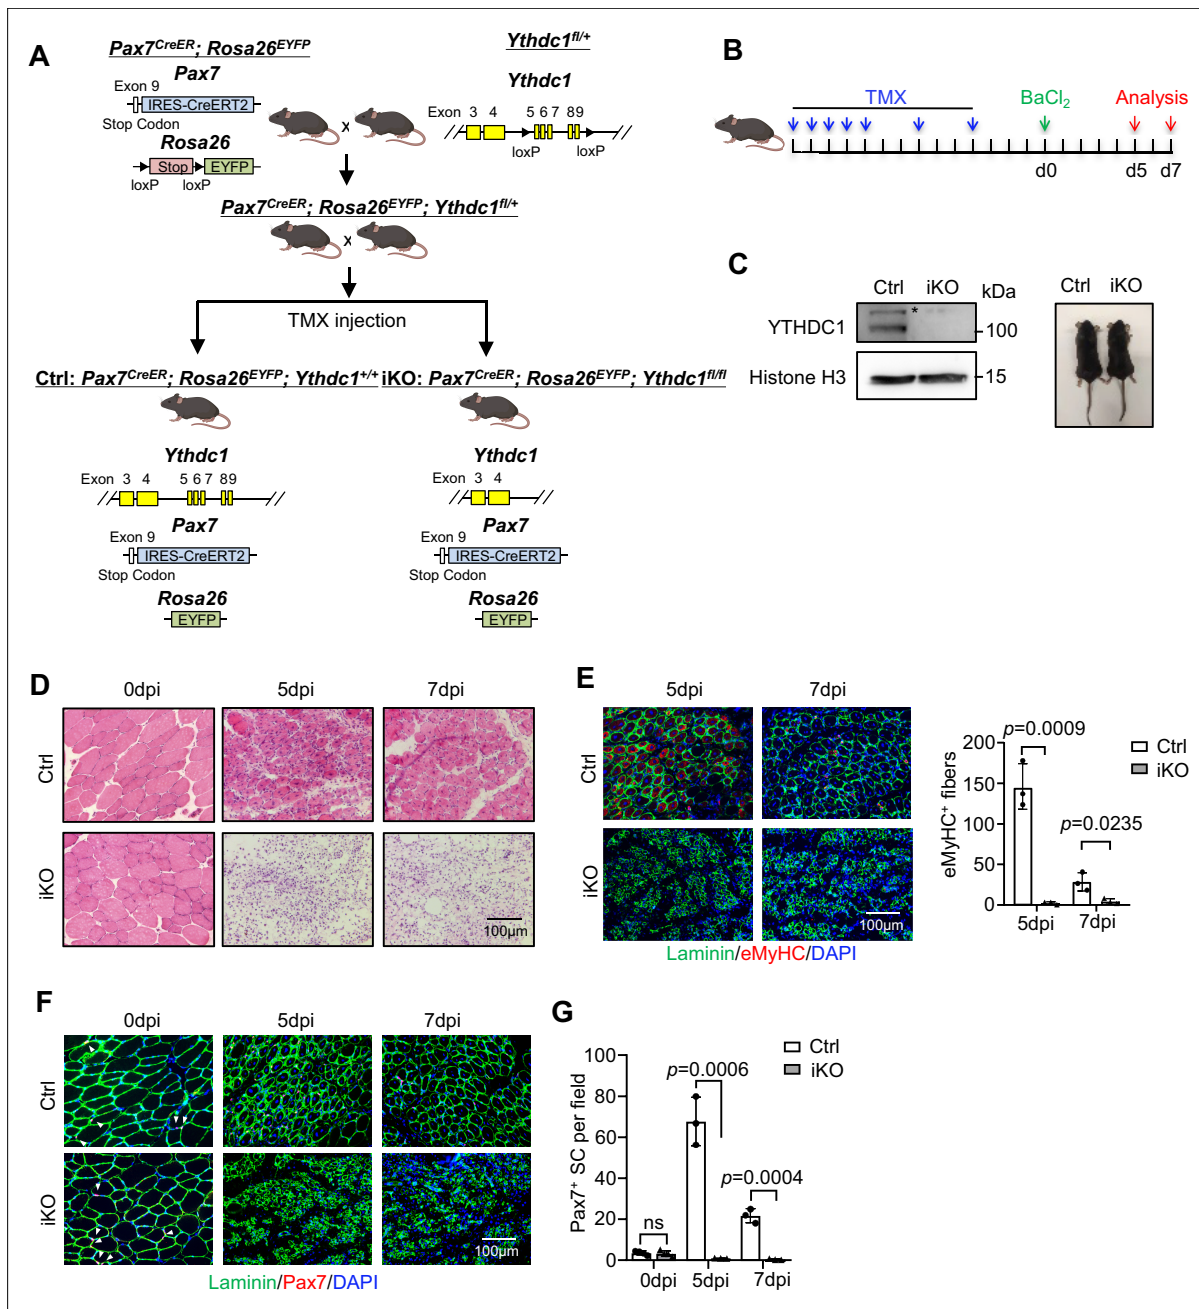 A
Pax7CreER; Rosa26EYFP
Pax7
Exon 9
IRES-CreERT2
Stop Codon
Rosa26
Stop
EYFP
loxP loxP
x
Ythdc1fl/+
Ythdc1
Exon 3 4 5 6 7 8 9
loxP loxP
Pax7CreER; Rosa26EYFP; Ythdc1fl/+
x
TMX injection
Ctrl: Pax7CreER; Rosa26EYFP; Ythdc1+/+
iKO: Pax7CreER; Rosa26EYFP; Ythdc1fl/fl
Ythdc1
Exon 3 4 5 6 7 8 9
Pax7
Exon 9
IRES-CreERT2
Stop Codon
Rosa26
EYFP
Ythdc1
Exon 3 4
Pax7
Exon 9
IRES-CreERT2
Stop Codon
Rosa26
EYFP
B
TMX
BaCl2
Analysis
d0 d5 d7
C
Ctrl iKO kDa
YTHDC1
*
100
Histone H3
15
Ctrl iKO
D
0dpi 5dpi 7dpi
Ctrl
iKO
100μm
E
5dpi 7dpi
Ctrl
iKO
100μm
Laminin/eMyHC/DAPI
eMyHC+ fibers
200
150
100
50
0
p=0.0009
p=0.0235
Ctrl
iKO
5dpi 7dpi
F
0dpi 5dpi 7dpi
Ctrl
iKO
100μm
Laminin/Pax7/DAPI
G
Pax7+ SC per field
100
80
60
40
20
0
ns
p=0.0006
p=0.0004
Ctrl
iKO
0dpi 5dpi 7dpi